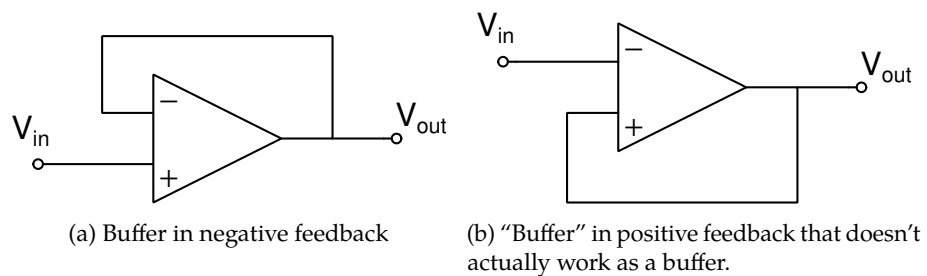 V_in
−
+
V_out
(a) Buffer in negative feedback
V_in
−
+
V_out
(b) “Buffer” in positive feedback that doesn’t
actually work as a buffer.